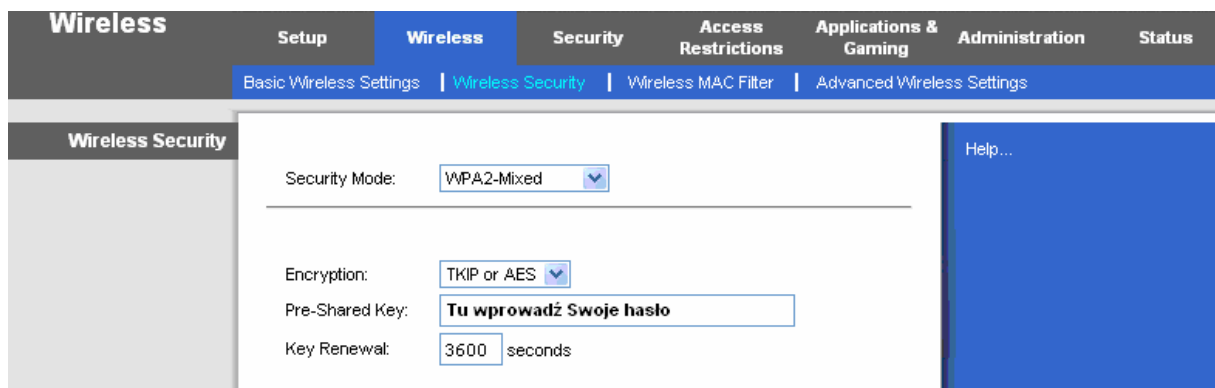 Wireless
Setup Wireless Security Access Restrictions Applications & Gaming Administration Status
Basic Wireless Settings | Wireless Security | Wireless MAC Filter | Advanced Wireless Settings
Wireless Security
Help...
Security Mode: WPA2-Mixed
Encryption: TKIP or AES
Pre-Shared Key: Tu wprowadź Swoje hasło
Key Renewal: 3600 seconds